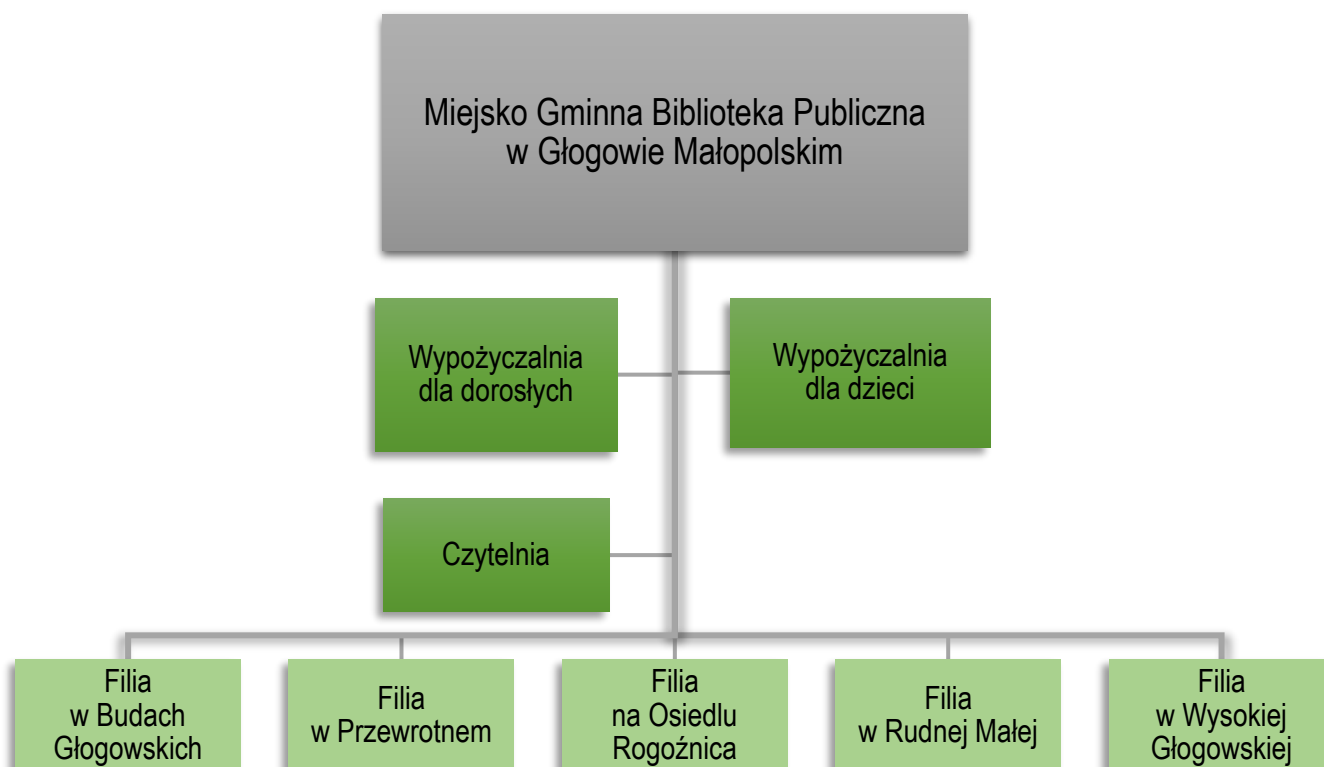 Miejsko Gminna Biblioteka Publiczna
w Głogowie Małopolskim
Wypożyczalnia
dla dorosłych
Wypożyczalnia
dla dzieci
Czytelnia
Filia
w Budach
Głogowskich
Filia
w Przewrotnem
Filia
na Osiedlu
Rogoźnica
Filia
w Rudnej Małej
Filia
w Wysokiej
Głogowskiej